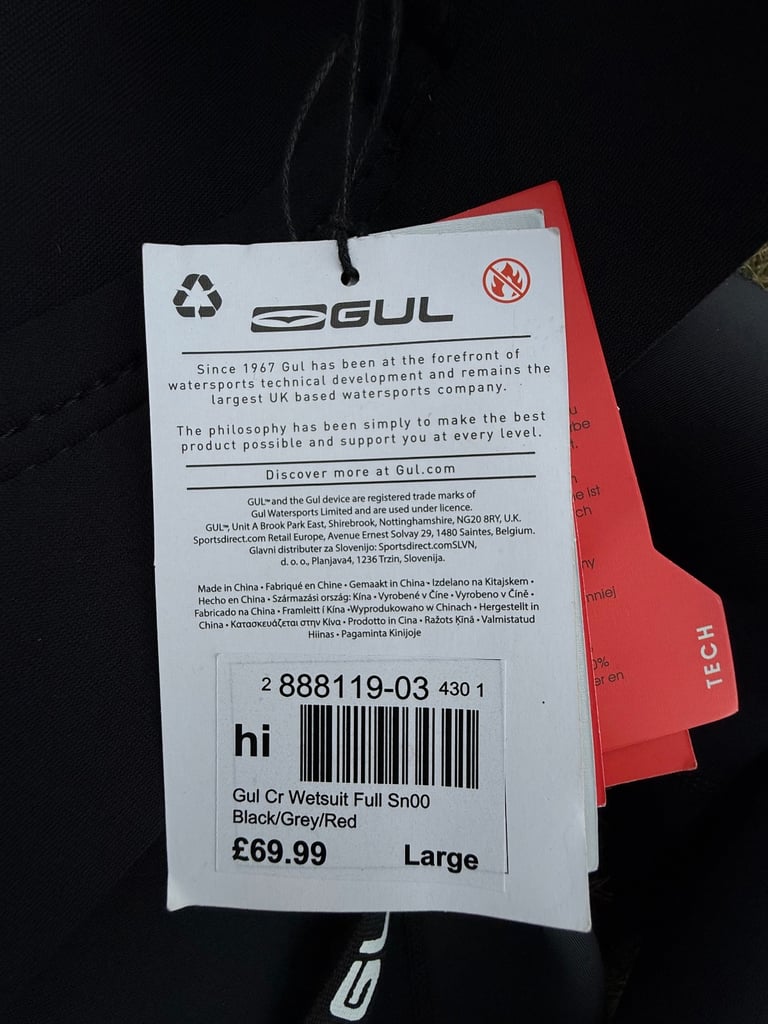 GUL
Since 1967 Gul has been at the forefront of
watersports technical development and remains the
largest UK based watersports company.
The philosophy has been simply to make the best
product possible and support you at every level.
Discover more at Gul.com
GUL™ and the Gul device are registered trade marks of
Gul Watersports Limited and are used under licence.
GUL™, Unit A Brook Park East, Shirebrook, Nottinghamshire, NG20 8RY, U.K.
Sportsdirect.com Retail Europe, Avenue Ernest Solvay 29, 1480 Saintes, Belgium.
Glavni distributer za Slovenijo: Sportsdirect.comSLVN,
d. o. o., Planjava4, 1236 Trzin, Slovenija.
Made in China • Fabriqué en Chine • Gemaakt in China • Izdelano na Kitajskem •
Hecho en China • Származási ország: Kína • Vyrobené v Číne • Vyrobeno v Číně •
Fabricado na China • Framleitt í Kína •Wyprodukowano w Chinach • Hergestellt in
China • Κατασκευάζεται στην Κίνα • Prodotto in Cina • Ražots Ķīnā • Valmistatud
Hiinas • Pagaminta Kinijoje
2 888119-03 430 1
hi
Gul Cr Wetsuit Full Sn00
Black/Grey/Red
£69.99 Large
TECH
GUL